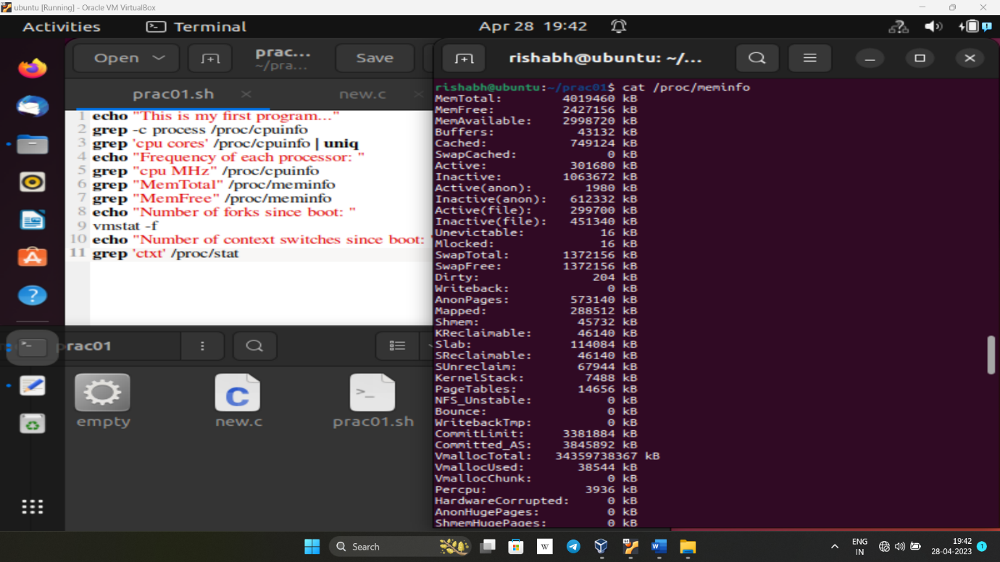 ubuntu [Running] - Oracle VM VirtualBox
Activities Terminal Apr 28 19:42
Open prac... Save
~/pra...
prac01.sh new.c
1 echo "This is my first program..."
2 grep -c process /proc/cpuinfo
3 grep 'cpu cores' /proc/cpuinfo | uniq
4 echo "Frequency of each processor: "
5 grep "cpu MHz" /proc/cpuinfo
6 grep "MemTotal" /proc/meminfo
7 grep "MemFree" /proc/meminfo
8 echo "Number of forks since boot: "
9 vmstat -f
10 echo "Number of context switches since boot: "
11 grep 'ctxt' /proc/stat
prac01
empty new.c prac01.sh
rishabh@ubuntu: ~/...
rishabh@ubuntu:~/prac01$ cat /proc/meminfo
MemTotal: 4019460 kB
MemFree: 2427156 kB
MemAvailable: 2998720 kB
Buffers: 43132 kB
Cached: 749124 kB
SwapCached: 0 kB
Active: 301680 kB
Inactive: 1063672 kB
Active(anon): 1980 kB
Inactive(anon): 612332 kB
Active(file): 299700 kB
Inactive(file): 451340 kB
Unevictable: 16 kB
Mlocked: 16 kB
SwapTotal: 1372156 kB
SwapFree: 1372156 kB
Dirty: 204 kB
Writeback: 0 kB
AnonPages: 573140 kB
Mapped: 288512 kB
Shmem: 45732 kB
KReclaimable: 46140 kB
Slab: 114084 kB
SReclaimable: 46140 kB
SUnreclaim: 67944 kB
KernelStack: 7488 kB
PageTables: 14656 kB
NFS_Unstable: 0 kB
Bounce: 0 kB
WritebackTmp: 0 kB
CommitLimit: 3381884 kB
Committed_AS: 3845892 kB
VmallocTotal: 34359738367 kB
VmallocUsed: 38544 kB
VmallocChunk: 0 kB
Percpu: 3936 kB
HardwareCorrupted: 0 kB
AnonHugePages: 0 kB
ShmemHugePages: 0 kB
Search W W ENG 19:42
IN 28-04-2023 1